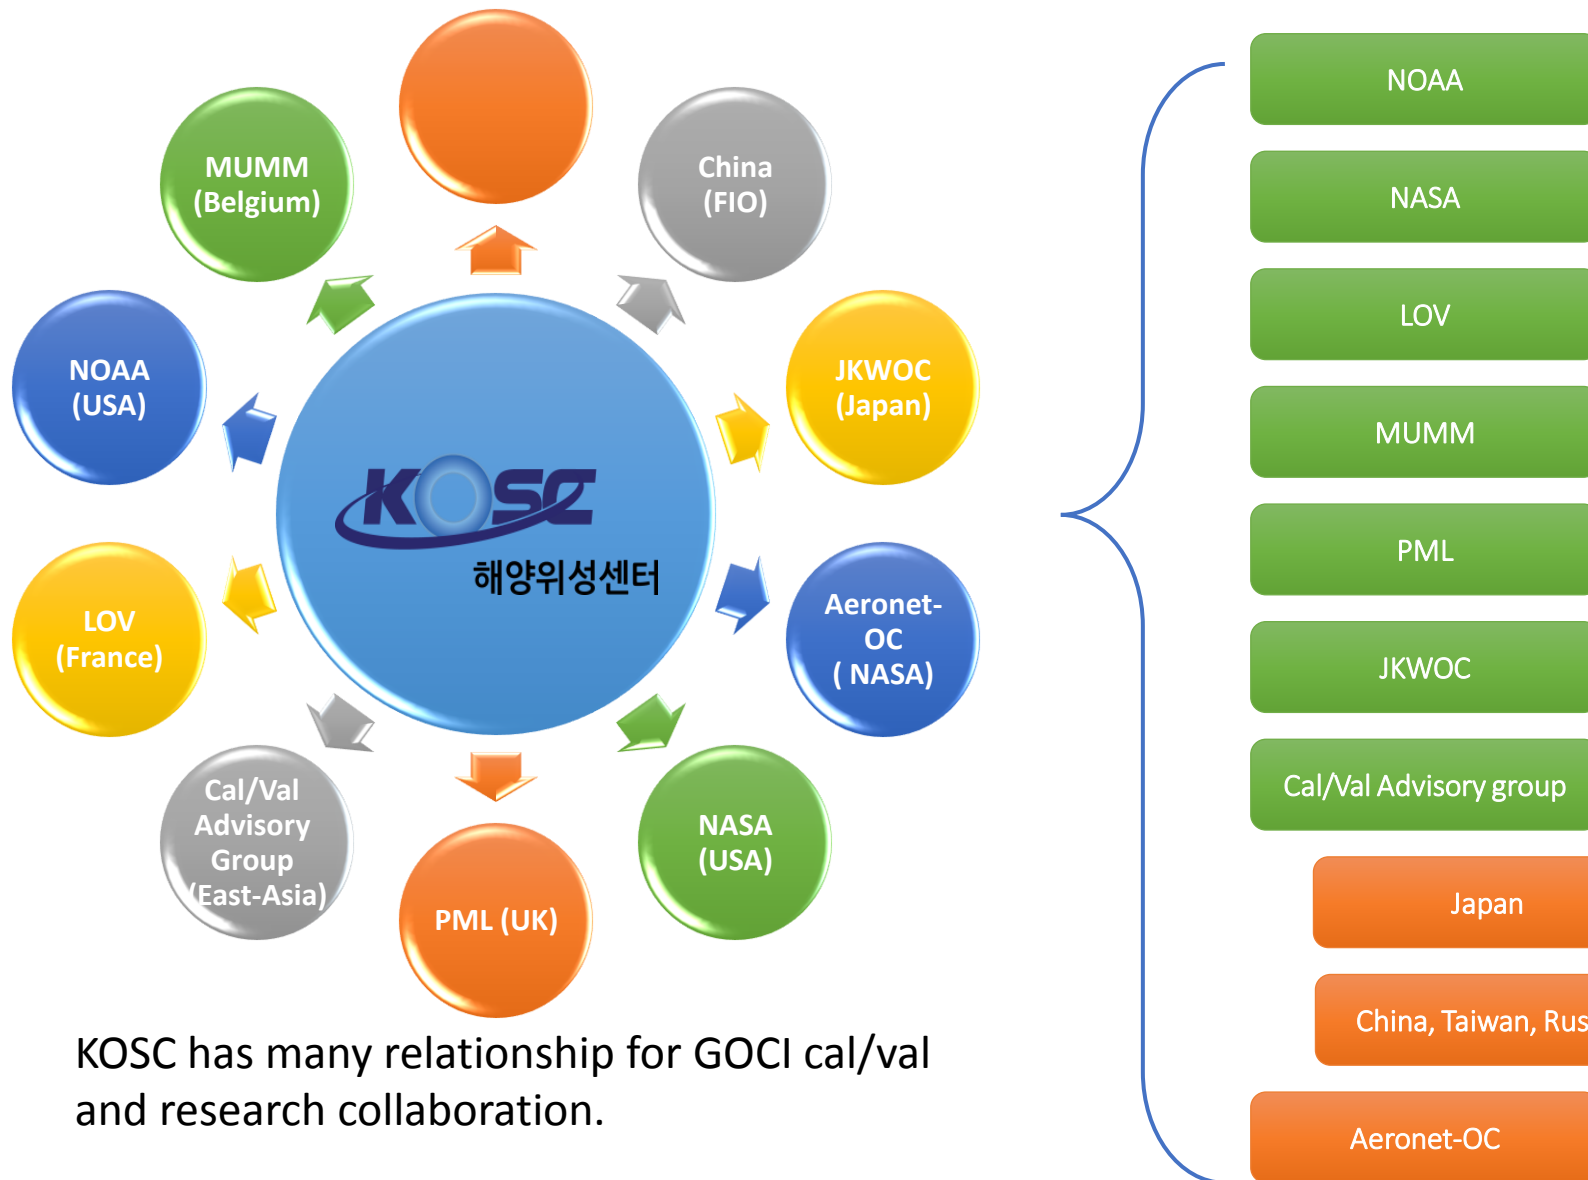 MUMM
(Belgium)
China
(FIO)
NOAA
(USA)
JKWOC
(Japan)
KOSC
해양위성센터
LOV
(France)
Aeronet-
OC
( NASA)
Cal/Val
Advisory
Group
(East-Asia)
NASA
(USA)
PML (UK)
KOSC has many relationship for GOCI cal/val
and research collaboration.
NOAA
NASA
LOV
MUMM
PML
JKWOC
Cal/Val Advisory group
Japan
China, Taiwan,
Aeronet-OC